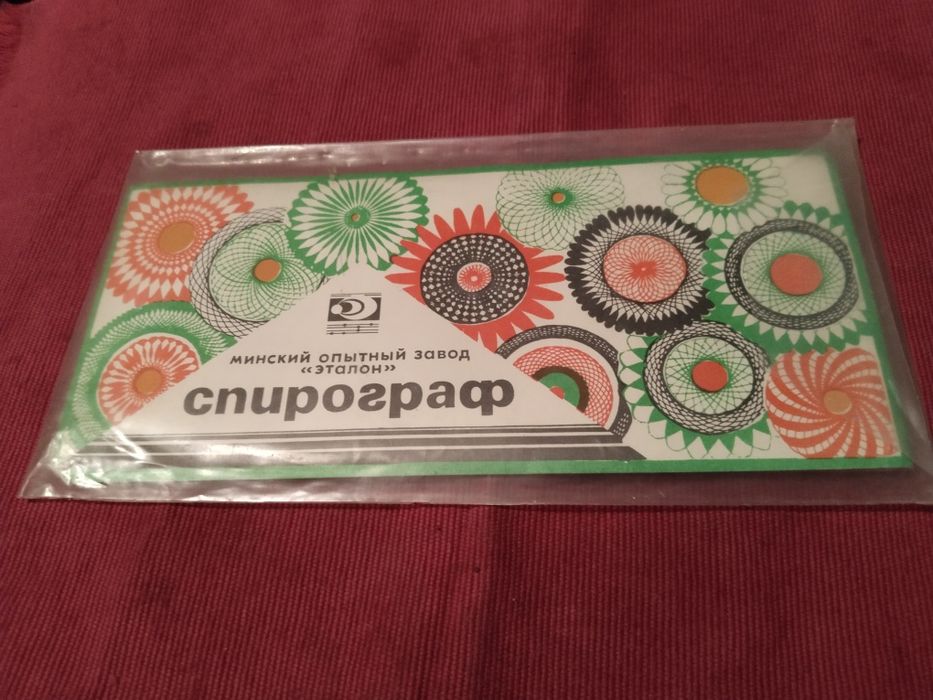 минский опытный завод
«эталон»
спирограф